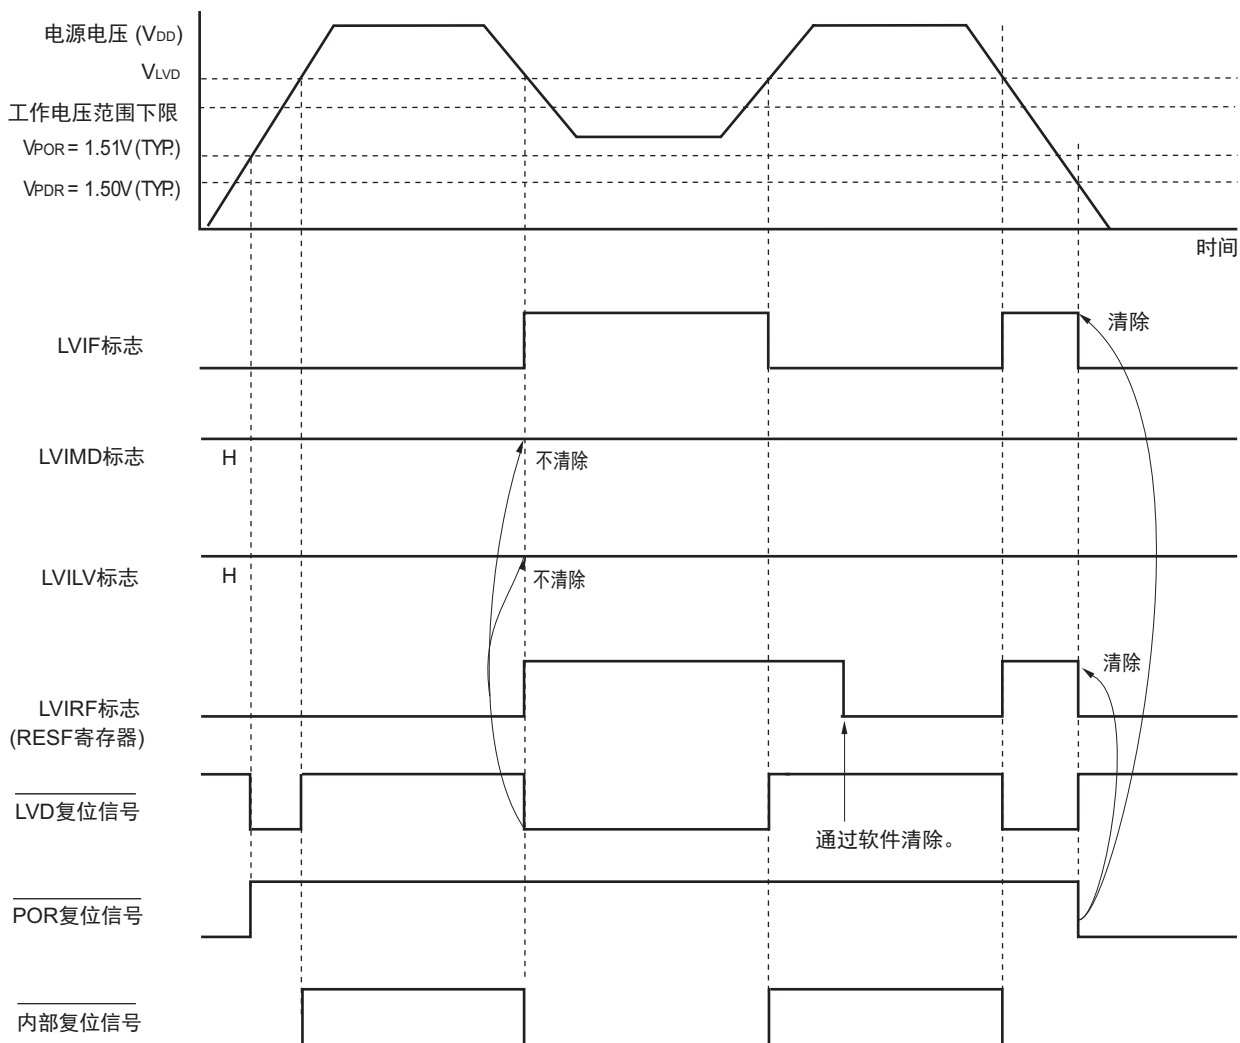 电源电压 (VDD)
VLVD
工作电压范围下限
VPOR = 1.51V (TYP.)
VPDR = 1.50V (TYP.)
时间
LVIF标志
清除
LVIMD标志
H
不清除
LVILV标志
H
不清除
清除
LVIRF标志
(RESF寄存器)
LVD复位信号
通过软件清除。
POR复位信号
内部复位信号